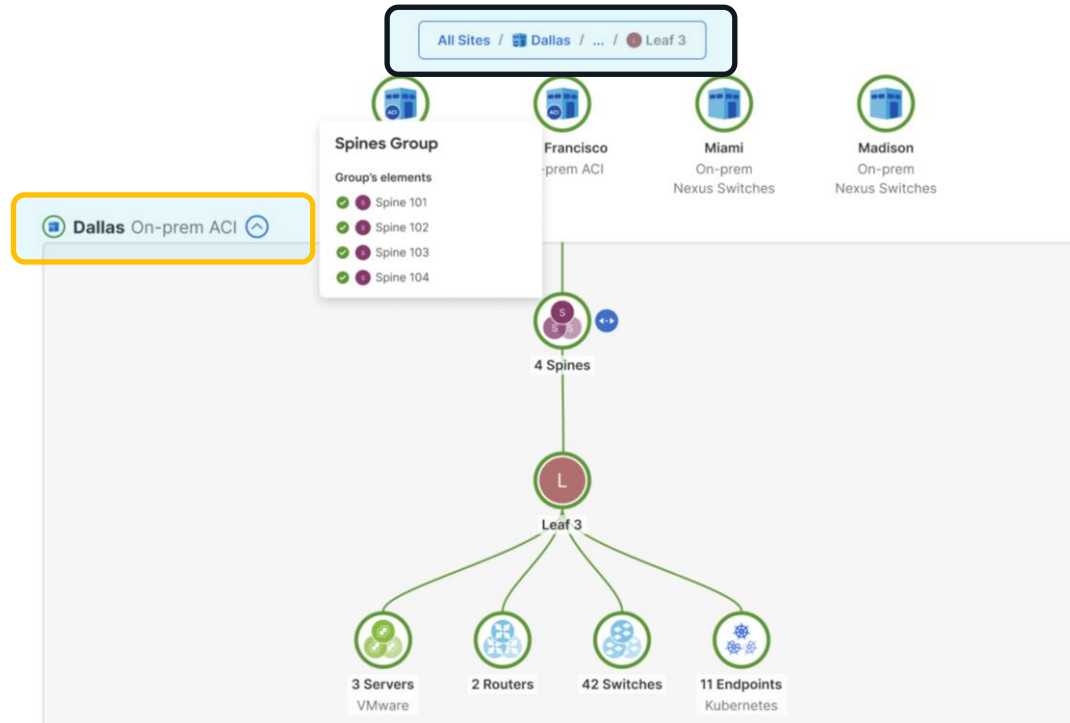 All Sites / Dallas / ... / L Leaf 3
ACI
ACI
Spines Group
Group's elements
S Spine 101
S Spine 102
S Spine 103
S Spine 104
Francisco
-prem ACI
Miami
On-prem
Nexus Switches
Madison
On-prem
Nexus Switches
Dallas On-prem ACI
S
S S
4 Spines
L
Leaf 3
3 Servers
VMware
2 Routers
42 Switches
11 Endpoints
Kubernetes